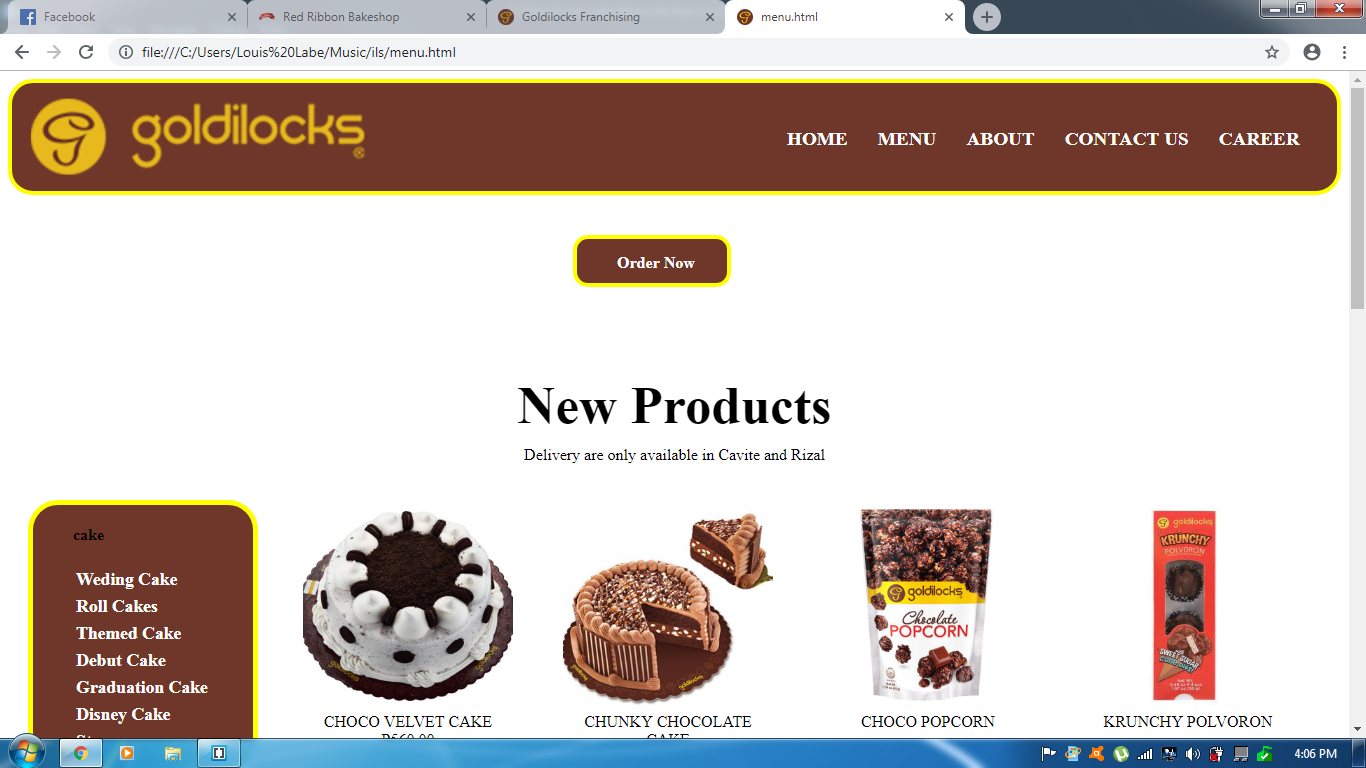 Facebook
Red Ribbon Bakeshop
Goldilocks Franchising
menu.html
file:///C:/Users/Louis%20Labe/Music/ils/menu.html
goldilocks
HOME MENU ABOUT CONTACT US CAREER
Order Now
New Products
Delivery are only available in Cavite and Rizal
cake
Weding Cake
Roll Cakes
Themed Cake
Debut Cake
Graduation Cake
Disney Cake
goldilocks
Chocolate
POPCORN
goldilocks
KRUNCHY
POLVORON
SWEET SUGAR
CHOCO VELVET CAKE
CHUNKY CHOCOLATE
CAKE
CHOCO POPCORN
KRUNCHY POLVORON
4:06 PM